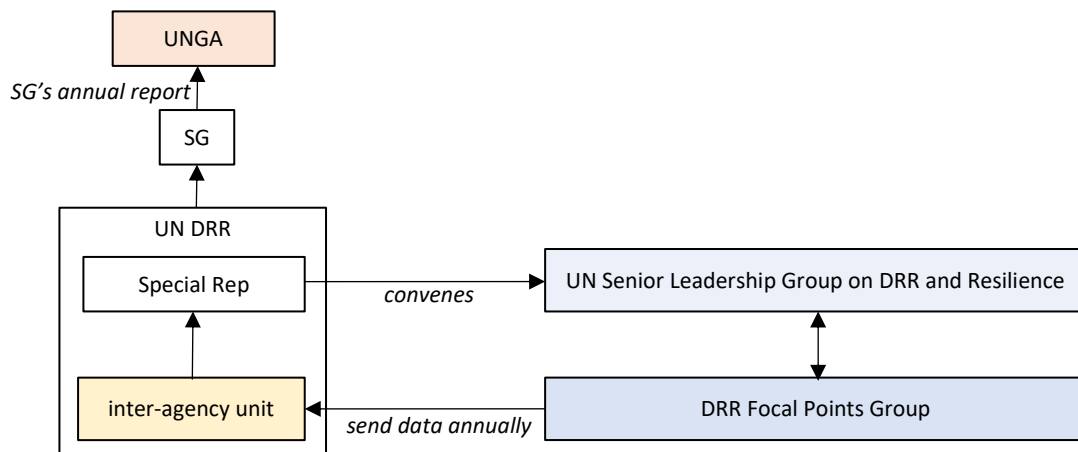 UNGA
SG’s annual report
SG
UN DRR
Special Rep
convenes
UN Senior Leadership Group on DRR and Resilience
inter-agency unit
send data annually
DRR Focal Points Group